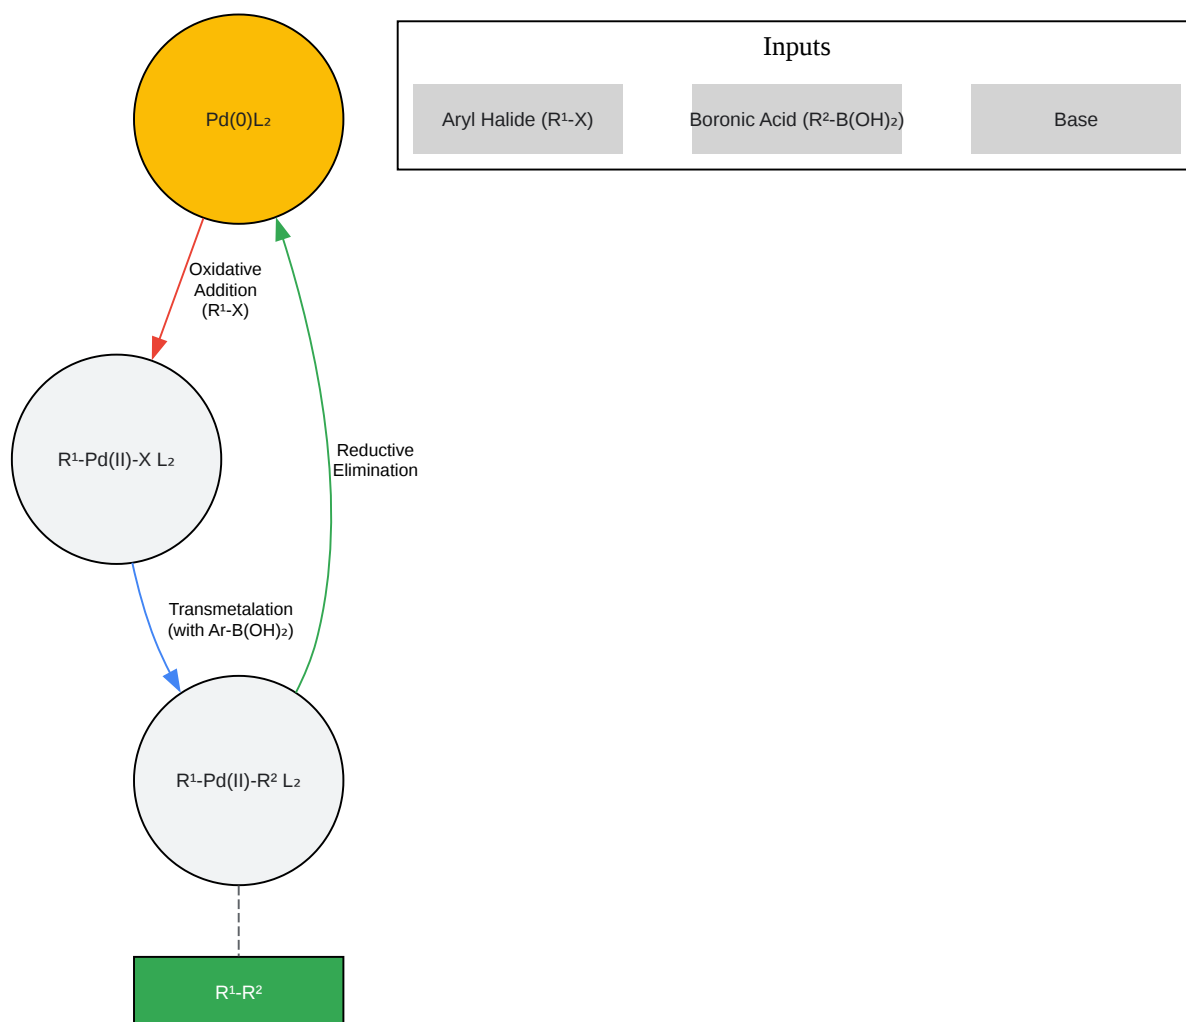 Inputs
Pd(0)L₂
Aryl Halide (R¹-X)
Boronic Acid (R²-B(OH)₂)
Base
Oxidative
Addition
(R¹-X)
R¹-Pd(II)-X L₂
Reductive
Elimination
Transmetalation
(with Ar-B(OH)₂)
R¹-Pd(II)-R² L₂
R¹-R²